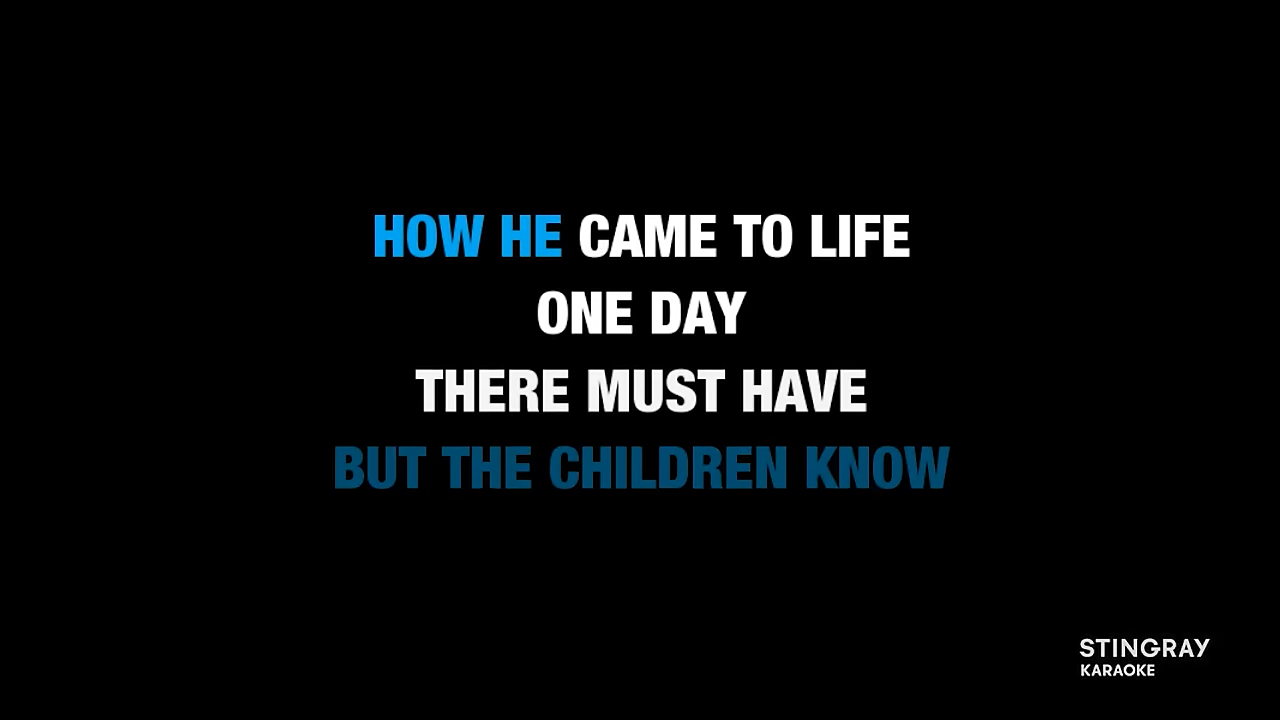 HOW HE CAME TO LIFE
ONE DAY
THERE MUST HAVE
BUT THE CHILDREN KNOW
STINGRAY
KARAOKE